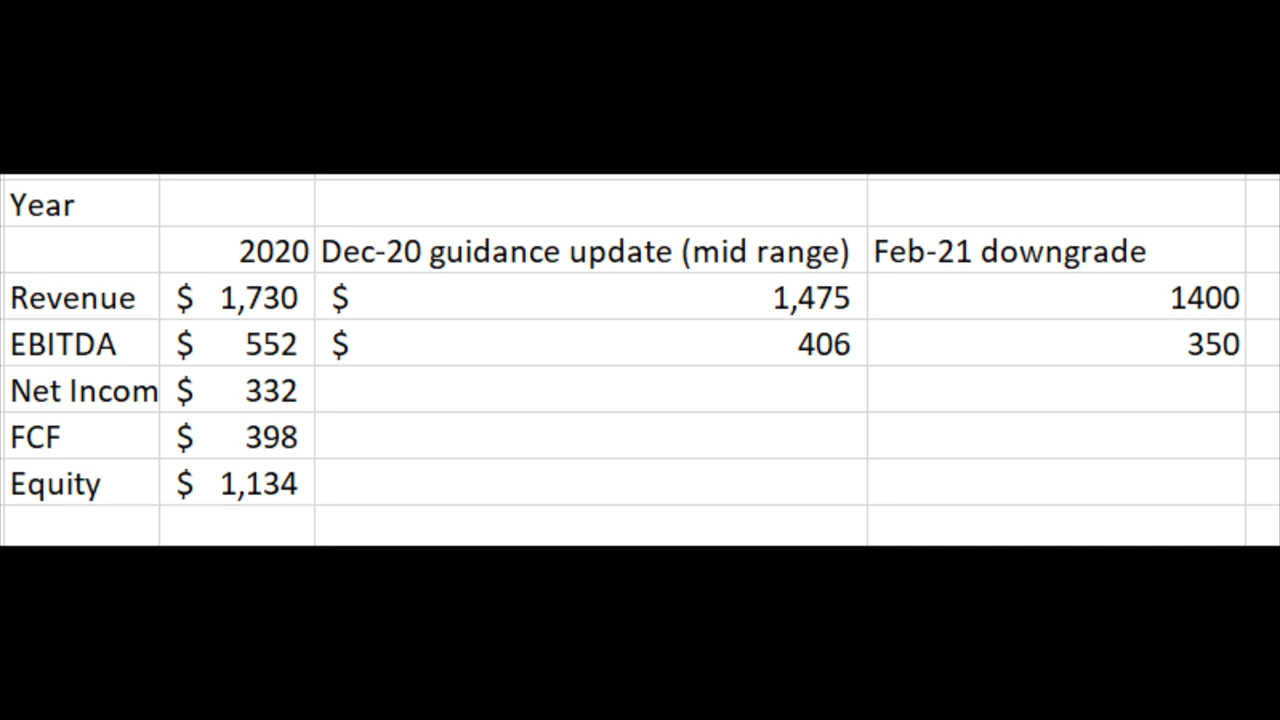 Year
2020 Dec-20 guidance update (mid range) Feb-21 downgrade
Revenue $ 1,730 $ 1,475 1400
EBITDA $ 552 $ 406 350
Net Incom $ 332
FCF $ 398
Equity $ 1,134